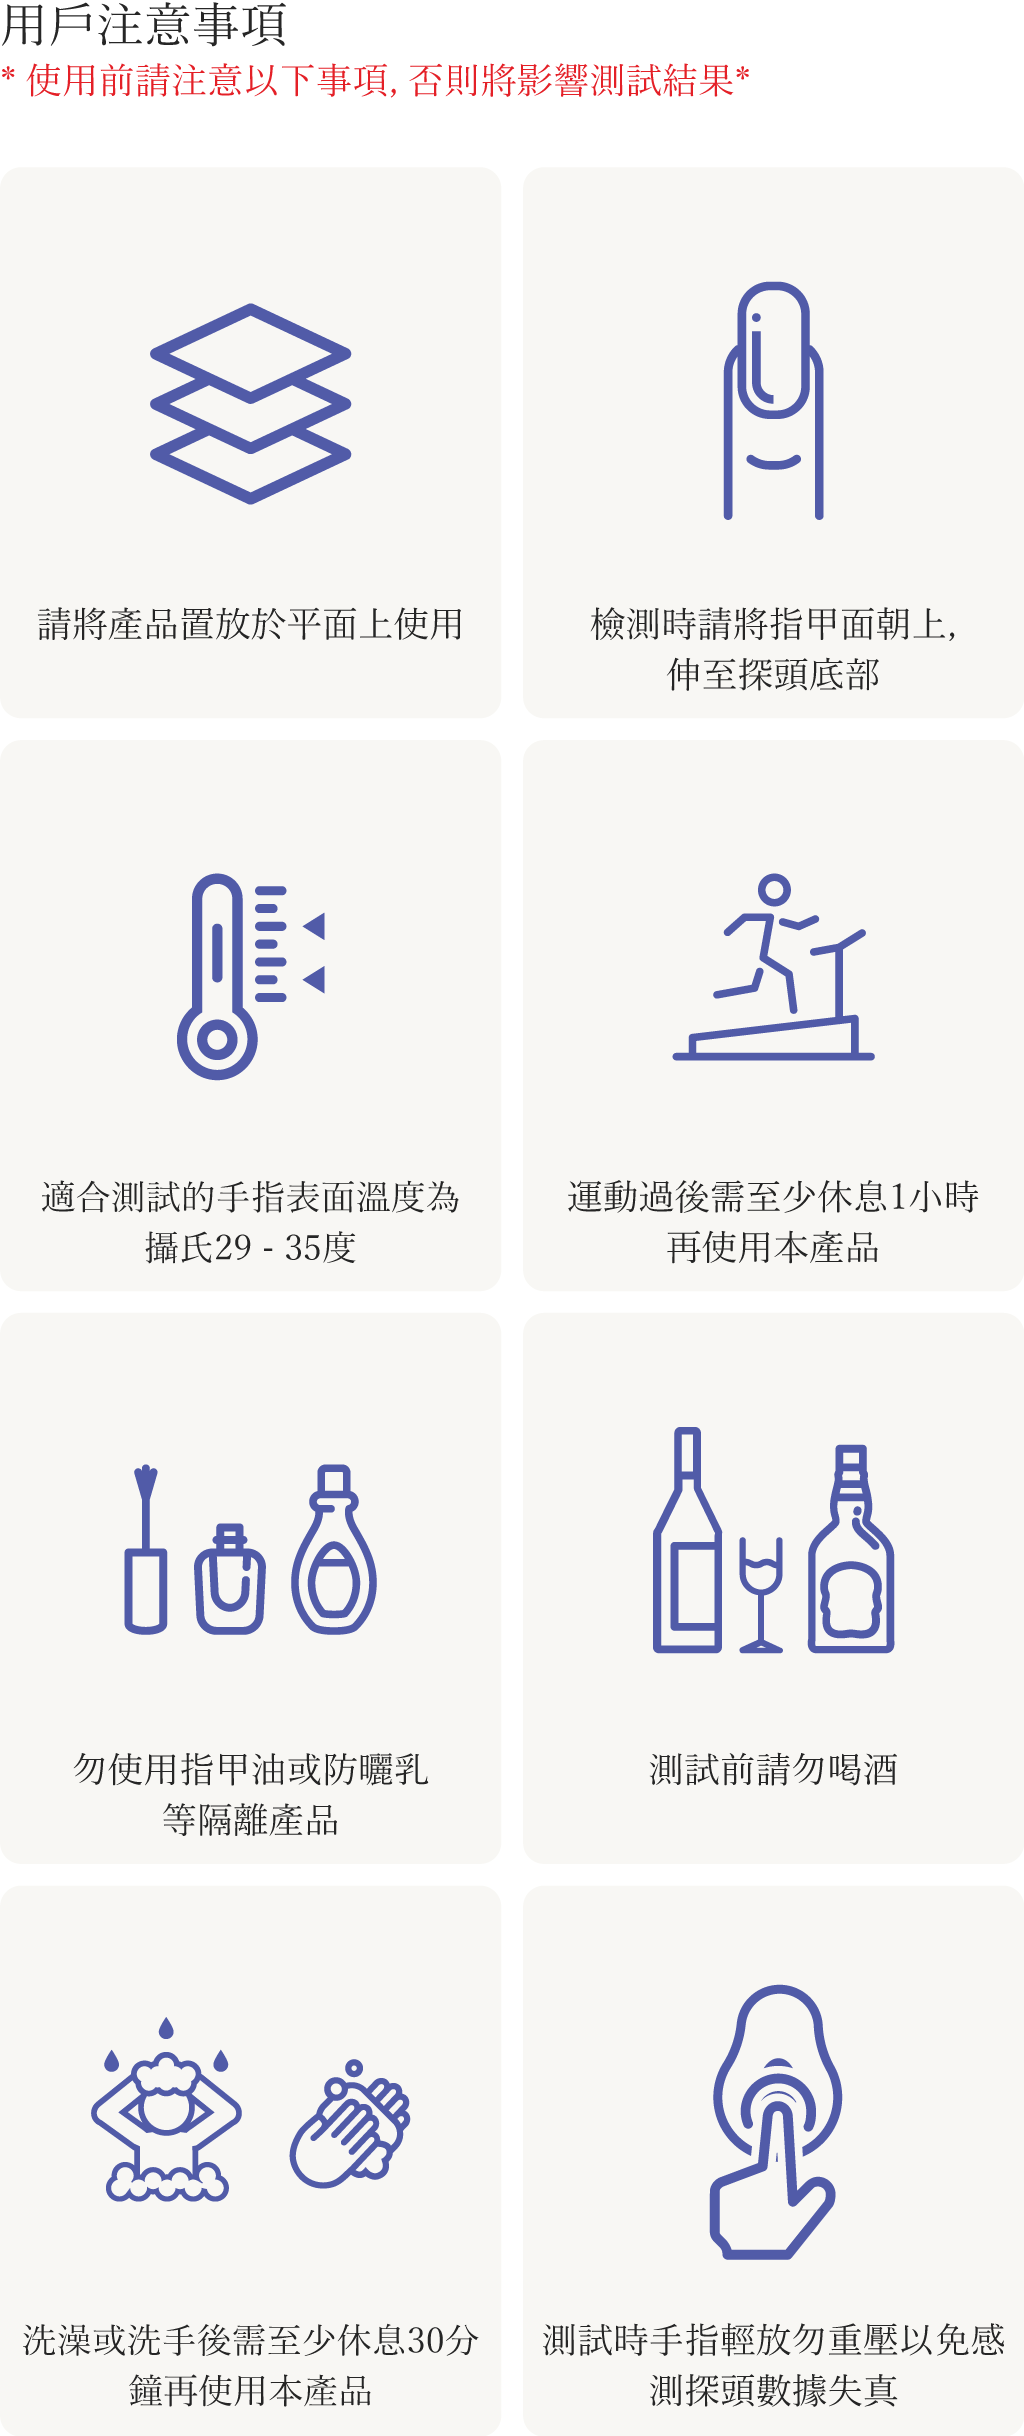 用戶注意事項
* 使用前請注意以下事項, 否則將影響測試結果*
請將產品置放於平面上使用
檢測時請將指甲面朝上,
伸至探頭底部
適合測試的手指表面溫度為
攝氏29 - 35度
運動過後需至少休息1小時
再使用本產品
勿使用指甲油或防曬乳
等隔離產品
測試前請勿喝酒
洗澡或洗手後需至少休息30分
鐘再使用本產品
測試時手指輕放勿重壓以免感
測探頭數據失真